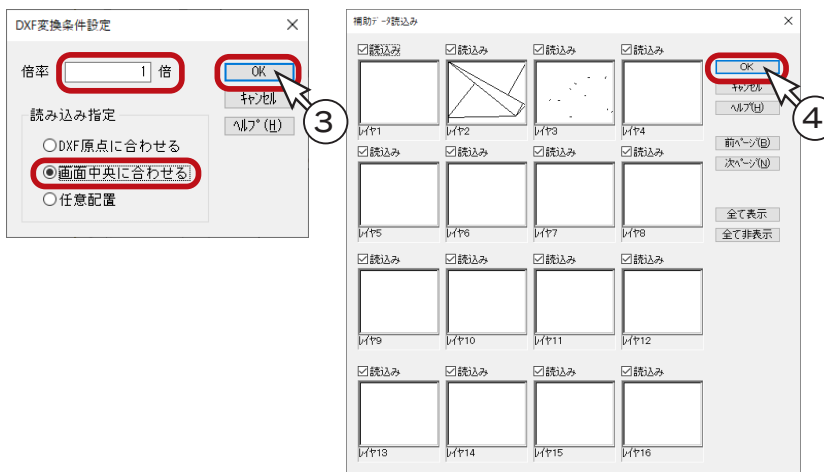 DXF変換条件設定
倍率 1 倍
OK
キャンセル
ヘルプ(H)
読み込み指定
DXF原点に合わせる
画面中央に合わせる
任意配置
3
補助データ読込み
読込み 読込み 読込み 読込み
レイヤ1 レイヤ2 レイヤ3 レイヤ4
読込み 読込み 読込み 読込み
レイヤ5 レイヤ6 レイヤ7 レイヤ8
読込み 読込み 読込み 読込み
レイヤ9 レイヤ10 レイヤ11 レイヤ12
読込み 読込み 読込み 読込み
レイヤ13 レイヤ14 レイヤ15 レイヤ16
OK
キャンセル
ヘルプ(H)
前ページ(B)
次ページ(N)
全て表示
全て非表示
4